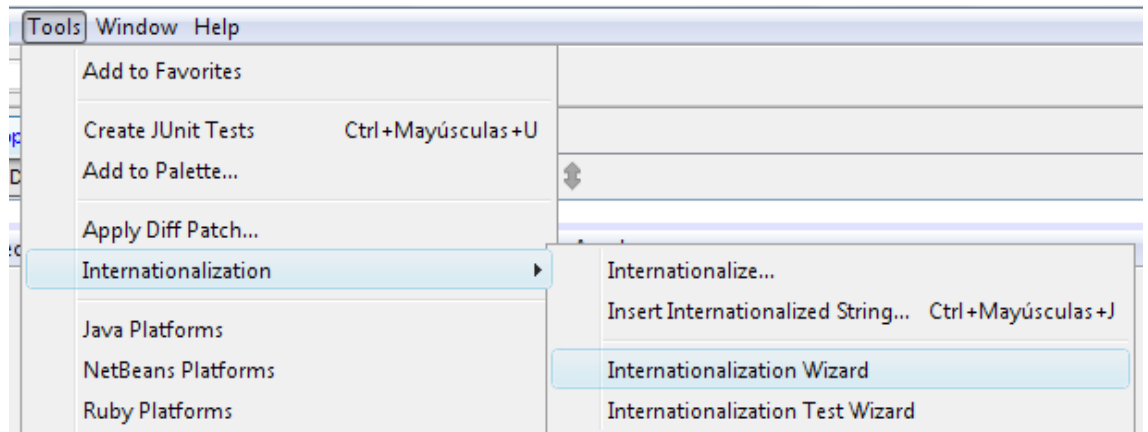 Tools Window Help
Add to Favorites
Create JUnit Tests Ctrl+Mayúsculas+U
Add to Palette...
Apply Diff Patch...
Internationalization
Java Platforms
NetBeans Platforms
Ruby Platforms
Internationalize...
Insert Internationalized String... Ctrl+Mayúsculas+J
Internationalization Wizard
Internationalization Test Wizard